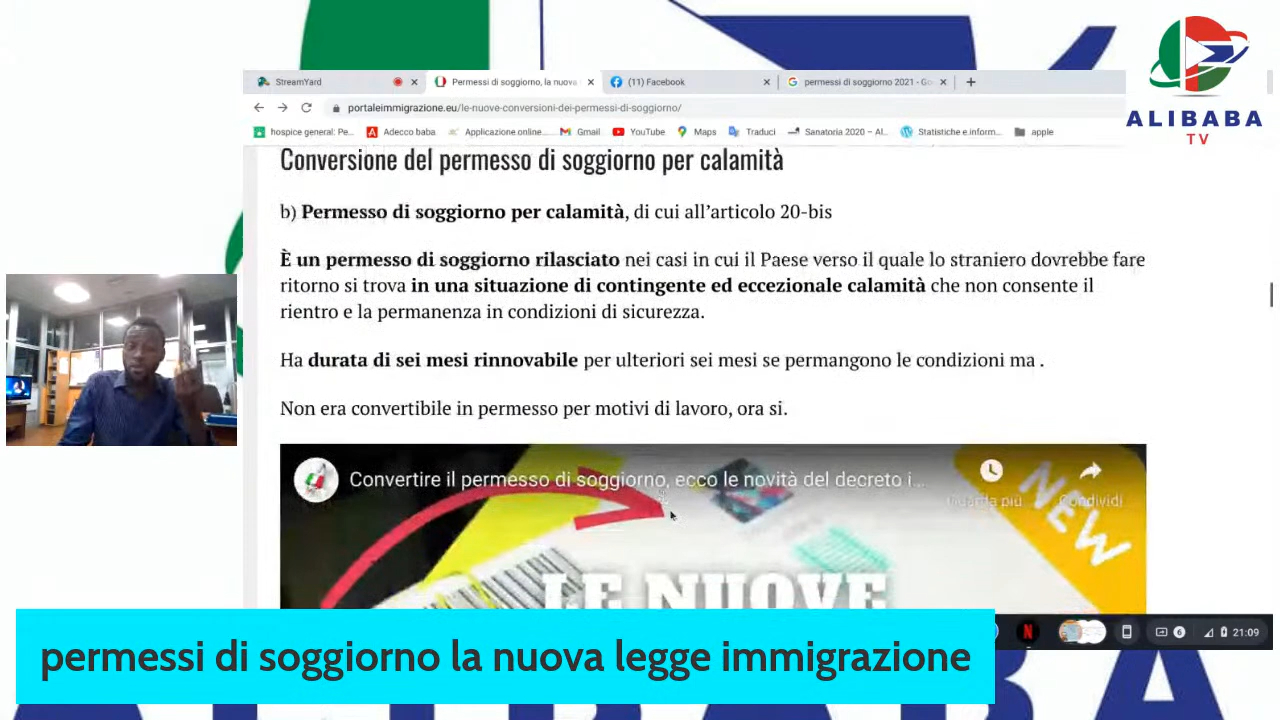 StreamYard
Permessi di soggiorno, la nuova
(11) Facebook
permessi di soggiorno 2021 - Go
portaleimmigrazione.eu/le-nuove-conversioni-dei-permessi-di-soggiorno/
hospice general: Pe...
Adecco baba
Applicazione online...
Gmail
YouTube
Maps
Traduci
Sanatoria 2020 – Al...
Statistiche e inform...
apple
ALIBABA
TV
Conversione del permesso di soggiorno per calamità
b) Permesso di soggiorno per calamità, di cui all’articolo 20-bis
È un permesso di soggiorno rilasciato nei casi in cui il Paese verso il quale lo straniero dovrebbe fare
ritorno si trova in una situazione di contingente ed eccezionale calamità che non consente il
rientro e la permanenza in condizioni di sicurezza.
Ha durata di sei mesi rinnovabile per ulteriori sei mesi se permangono le condizioni ma .
Non era convertibile in permesso per motivi di lavoro, ora si.
Convertire il permesso di soggiorno, ecco le novità del decreto i...
Guarda più
Condividi
NEW
LE NUOVE
N
6
21:09
permessi di soggiorno la nuova legge immigrazione